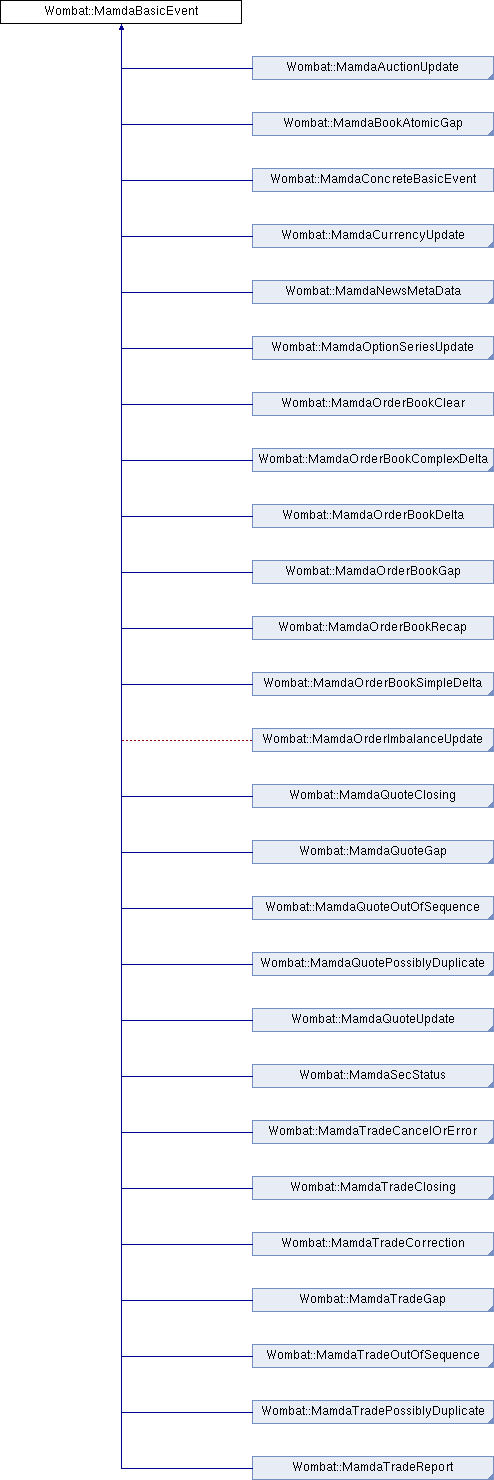 Wombat::MamdaBasicEvent
Wombat::MamdaAuctionUpdate
Wombat::MamdaBookAtomicGap
Wombat::MamdaConcreteBasicEvent
Wombat::MamdaCurrencyUpdate
Wombat::MamdaNewsMetaData
Wombat::MamdaOptionSeriesUpdate
Wombat::MamdaOrderBookClear
Wombat::MamdaOrderBookComplexDelta
Wombat::MamdaOrderBookDelta
Wombat::MamdaOrderBookGap
Wombat::MamdaOrderBookRecap
Wombat::MamdaOrderBookSimpleDelta
Wombat::MamdaOrderImbalanceUpdate
Wombat::MamdaQuoteClosing
Wombat::MamdaQuoteGap
Wombat::MamdaQuoteOutOfSequence
Wombat::MamdaQuotePossiblyDuplicate
Wombat::MamdaQuoteUpdate
Wombat::MamdaSecStatus
Wombat::MamdaTradeCancelOrError
Wombat::MamdaTradeClosing
Wombat::MamdaTradeCorrection
Wombat::MamdaTradeGap
Wombat::MamdaTradeOutOfSequence
Wombat::MamdaTradePossiblyDuplicate
Wombat::MamdaTradeReport